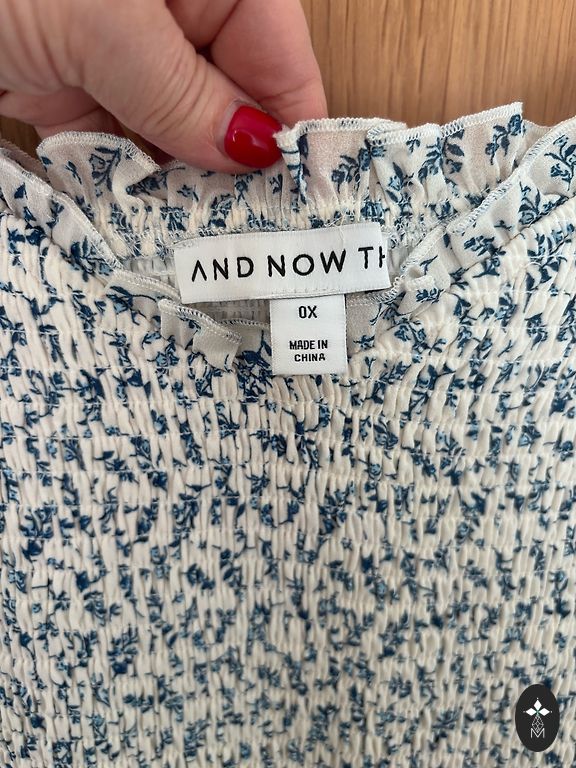 AND NOW TH
0X
MADE IN
CHINA